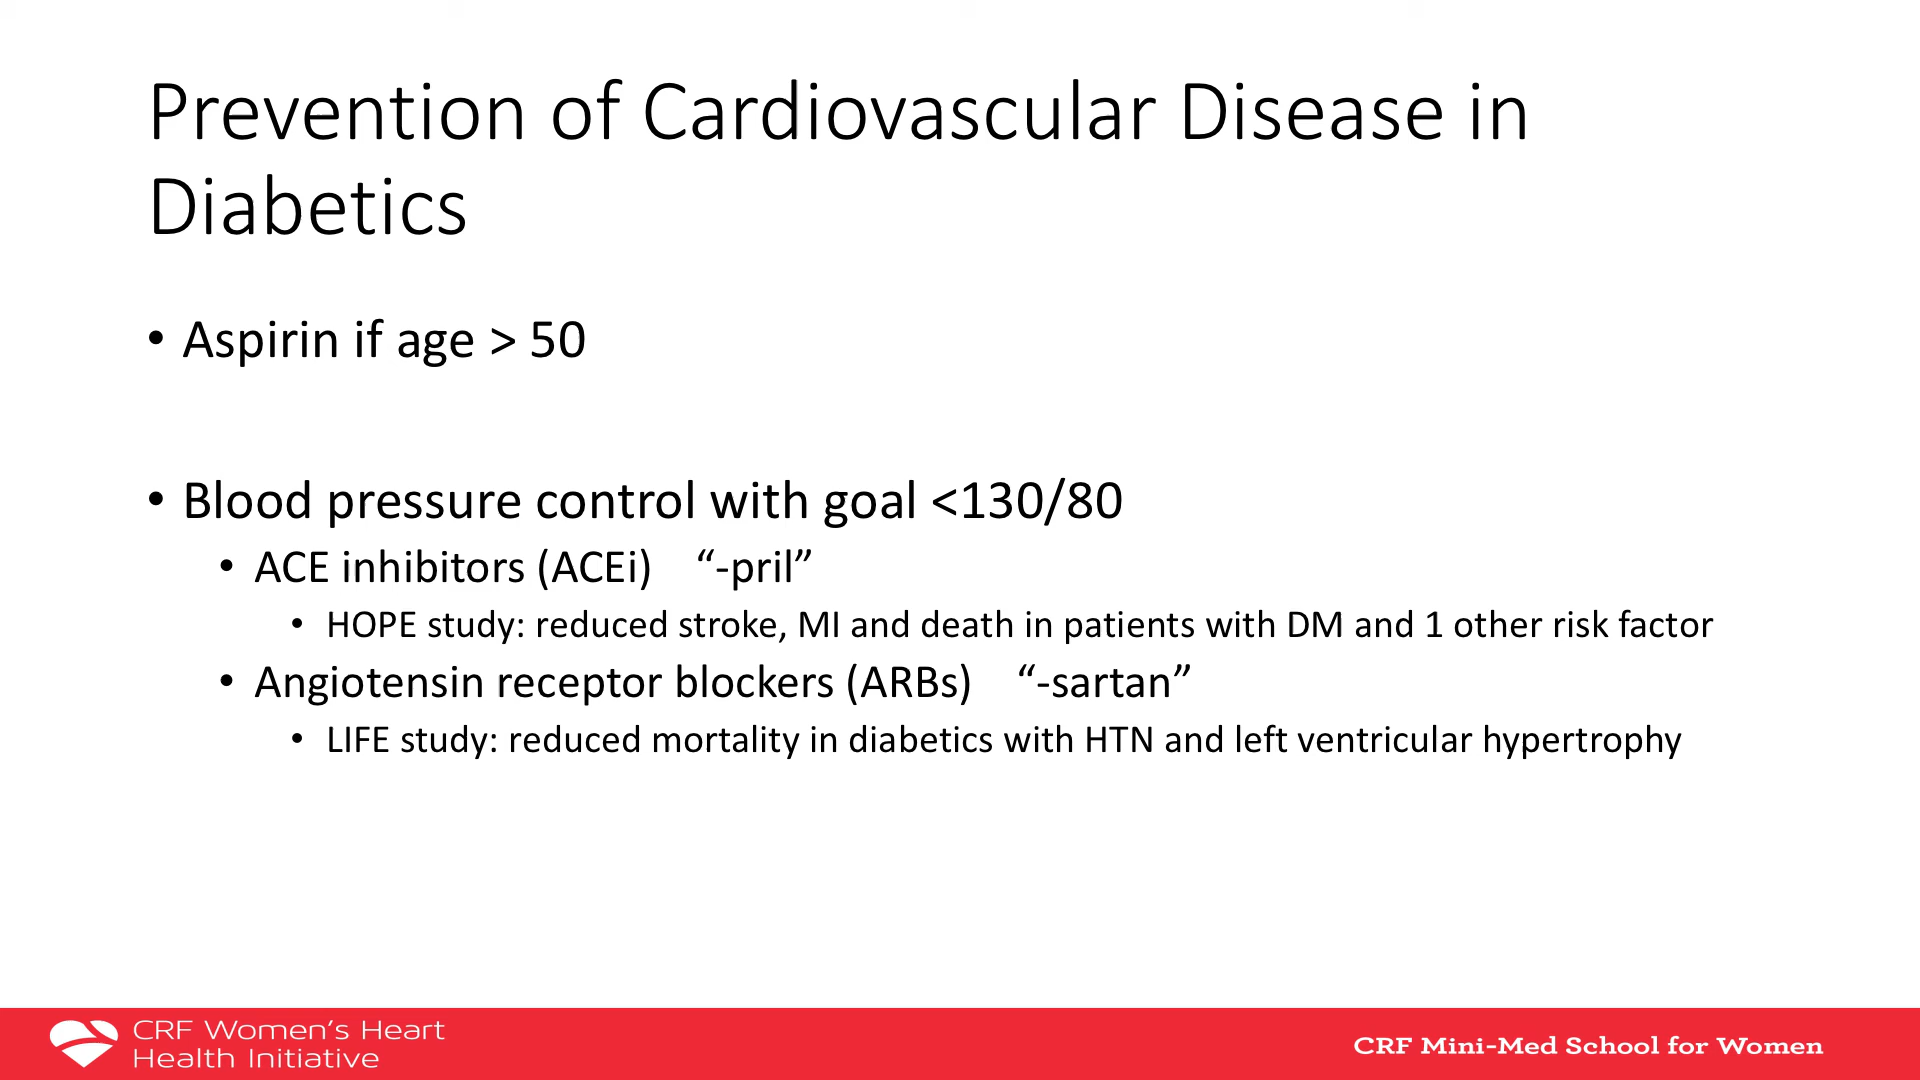 Prevention of Cardiovascular Disease in
Diabetics
• Aspirin if age > 50
• Blood pressure control with goal <130/80
• ACE inhibitors (ACEi) “-pril”
• HOPE study: reduced stroke, MI and death in patients with DM and 1 other risk factor
• Angiotensin receptor blockers (ARBs) “-sartan”
• LIFE study: reduced mortality in diabetics with HTN and left ventricular hypertrophy
CRF Women’s Heart
Health Initiative
CRF Mini-Med School for Women